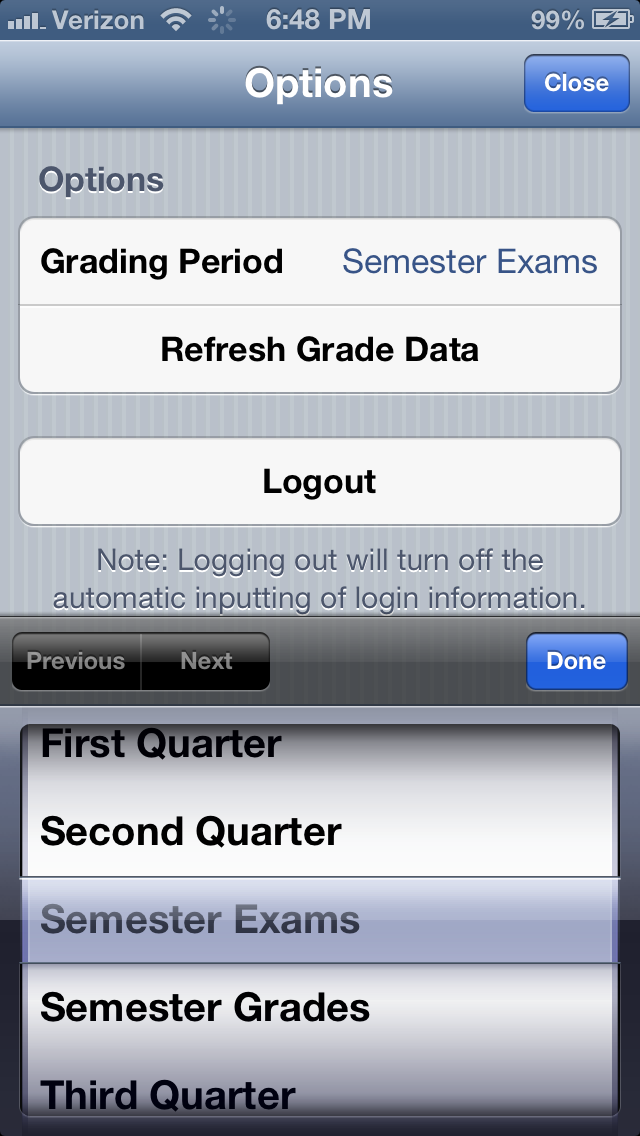 Verizon 6:48 PM 99%
Options Close
Options
Grading Period Semester Exams
Refresh Grade Data
Logout
Note: Logging out will turn off the
automatic inputting of login information.
Previous Next Done
First Quarter
Second Quarter
Semester Exams
Semester Grades
Third Quarter